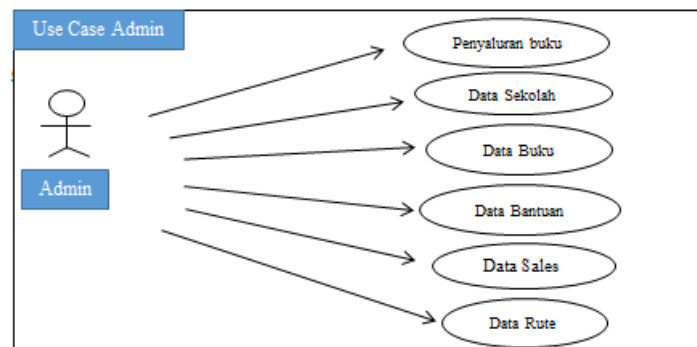 Use Case Admin
Penyaluran buku
Data Sekolah
Data Buku
Admin
Data Bantuan
Data Sales
Data Rute